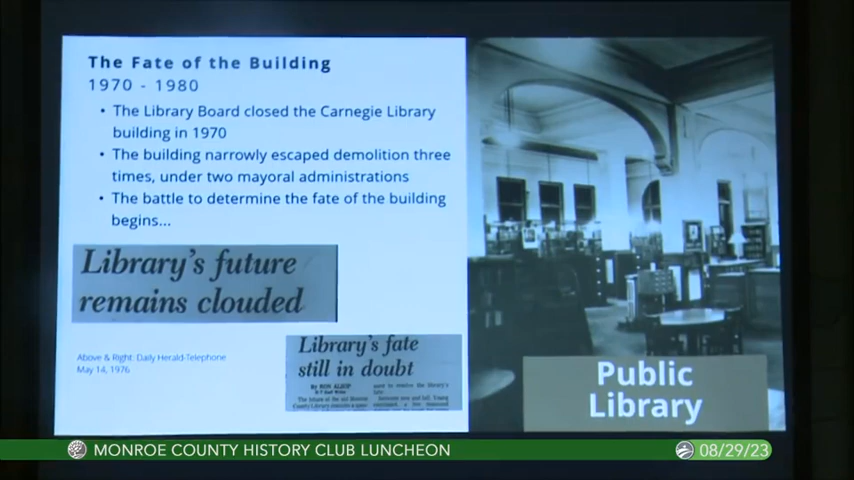 The Fate of the Building
1970 - 1980
• The Library Board closed the Carnegie Library
building in 1970
• The building narrowly escaped demolition three
times, under two mayoral administrations
• The battle to determine the fate of the building
begins...
Library's future
remains clouded
Above & Right: Daily Herald-Telephone
May 14, 1976
Library's fate
still in doubt
By RON ALSOP
Public
Library
MONROE COUNTY HISTORY CLUB LUNCHEON
08/29/23